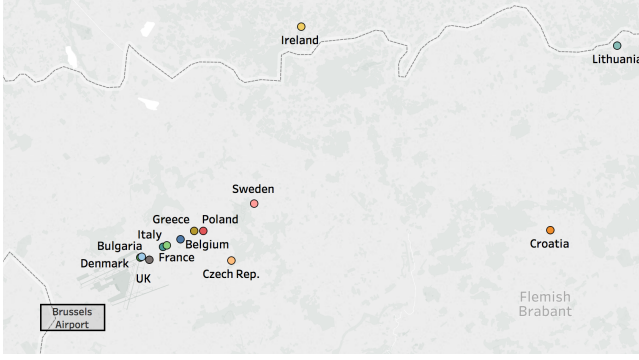 Ireland
Lithuania
Sweden
Greece
Poland
Italy
Bulgaria
Belgium
Croatia
Denmark
France
UK
Czech Rep.
Flemish
Brabant
Brussels
Airport